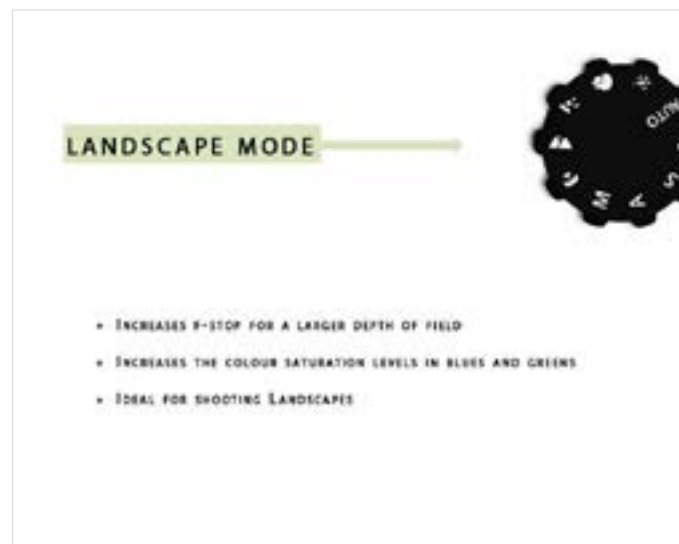 LANDSCAPE MODE
AUTO
S
A
M
INCREASES F-STOP FOR A LARGER DEPTH OF FIELD
INCREASES THE COLOUR SATURATION LEVELS IN BLUES AND GREENS
IDEAL FOR SHOOTING LANDSCAPES